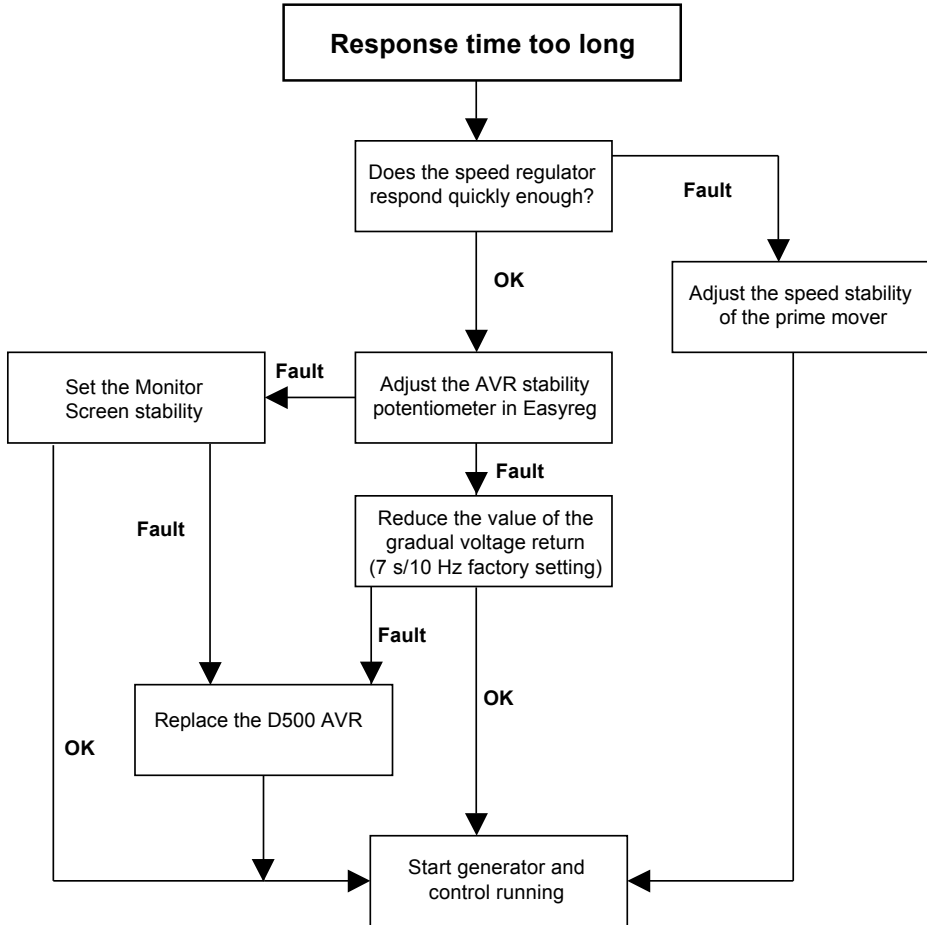 Response time too long
Does the speed regulator
respond quickly enough?
Fault
OK
Adjust the speed stability
of the prime mover
Fault
Set the Monitor
Screen stability
Adjust the AVR stability
potentiometer in Easyreg
Fault
Fault
Reduce the value of the
gradual voltage return
(7 s/10 Hz factory setting)
Fault
OK
Replace the D500 AVR
OK
Start generator and
control running